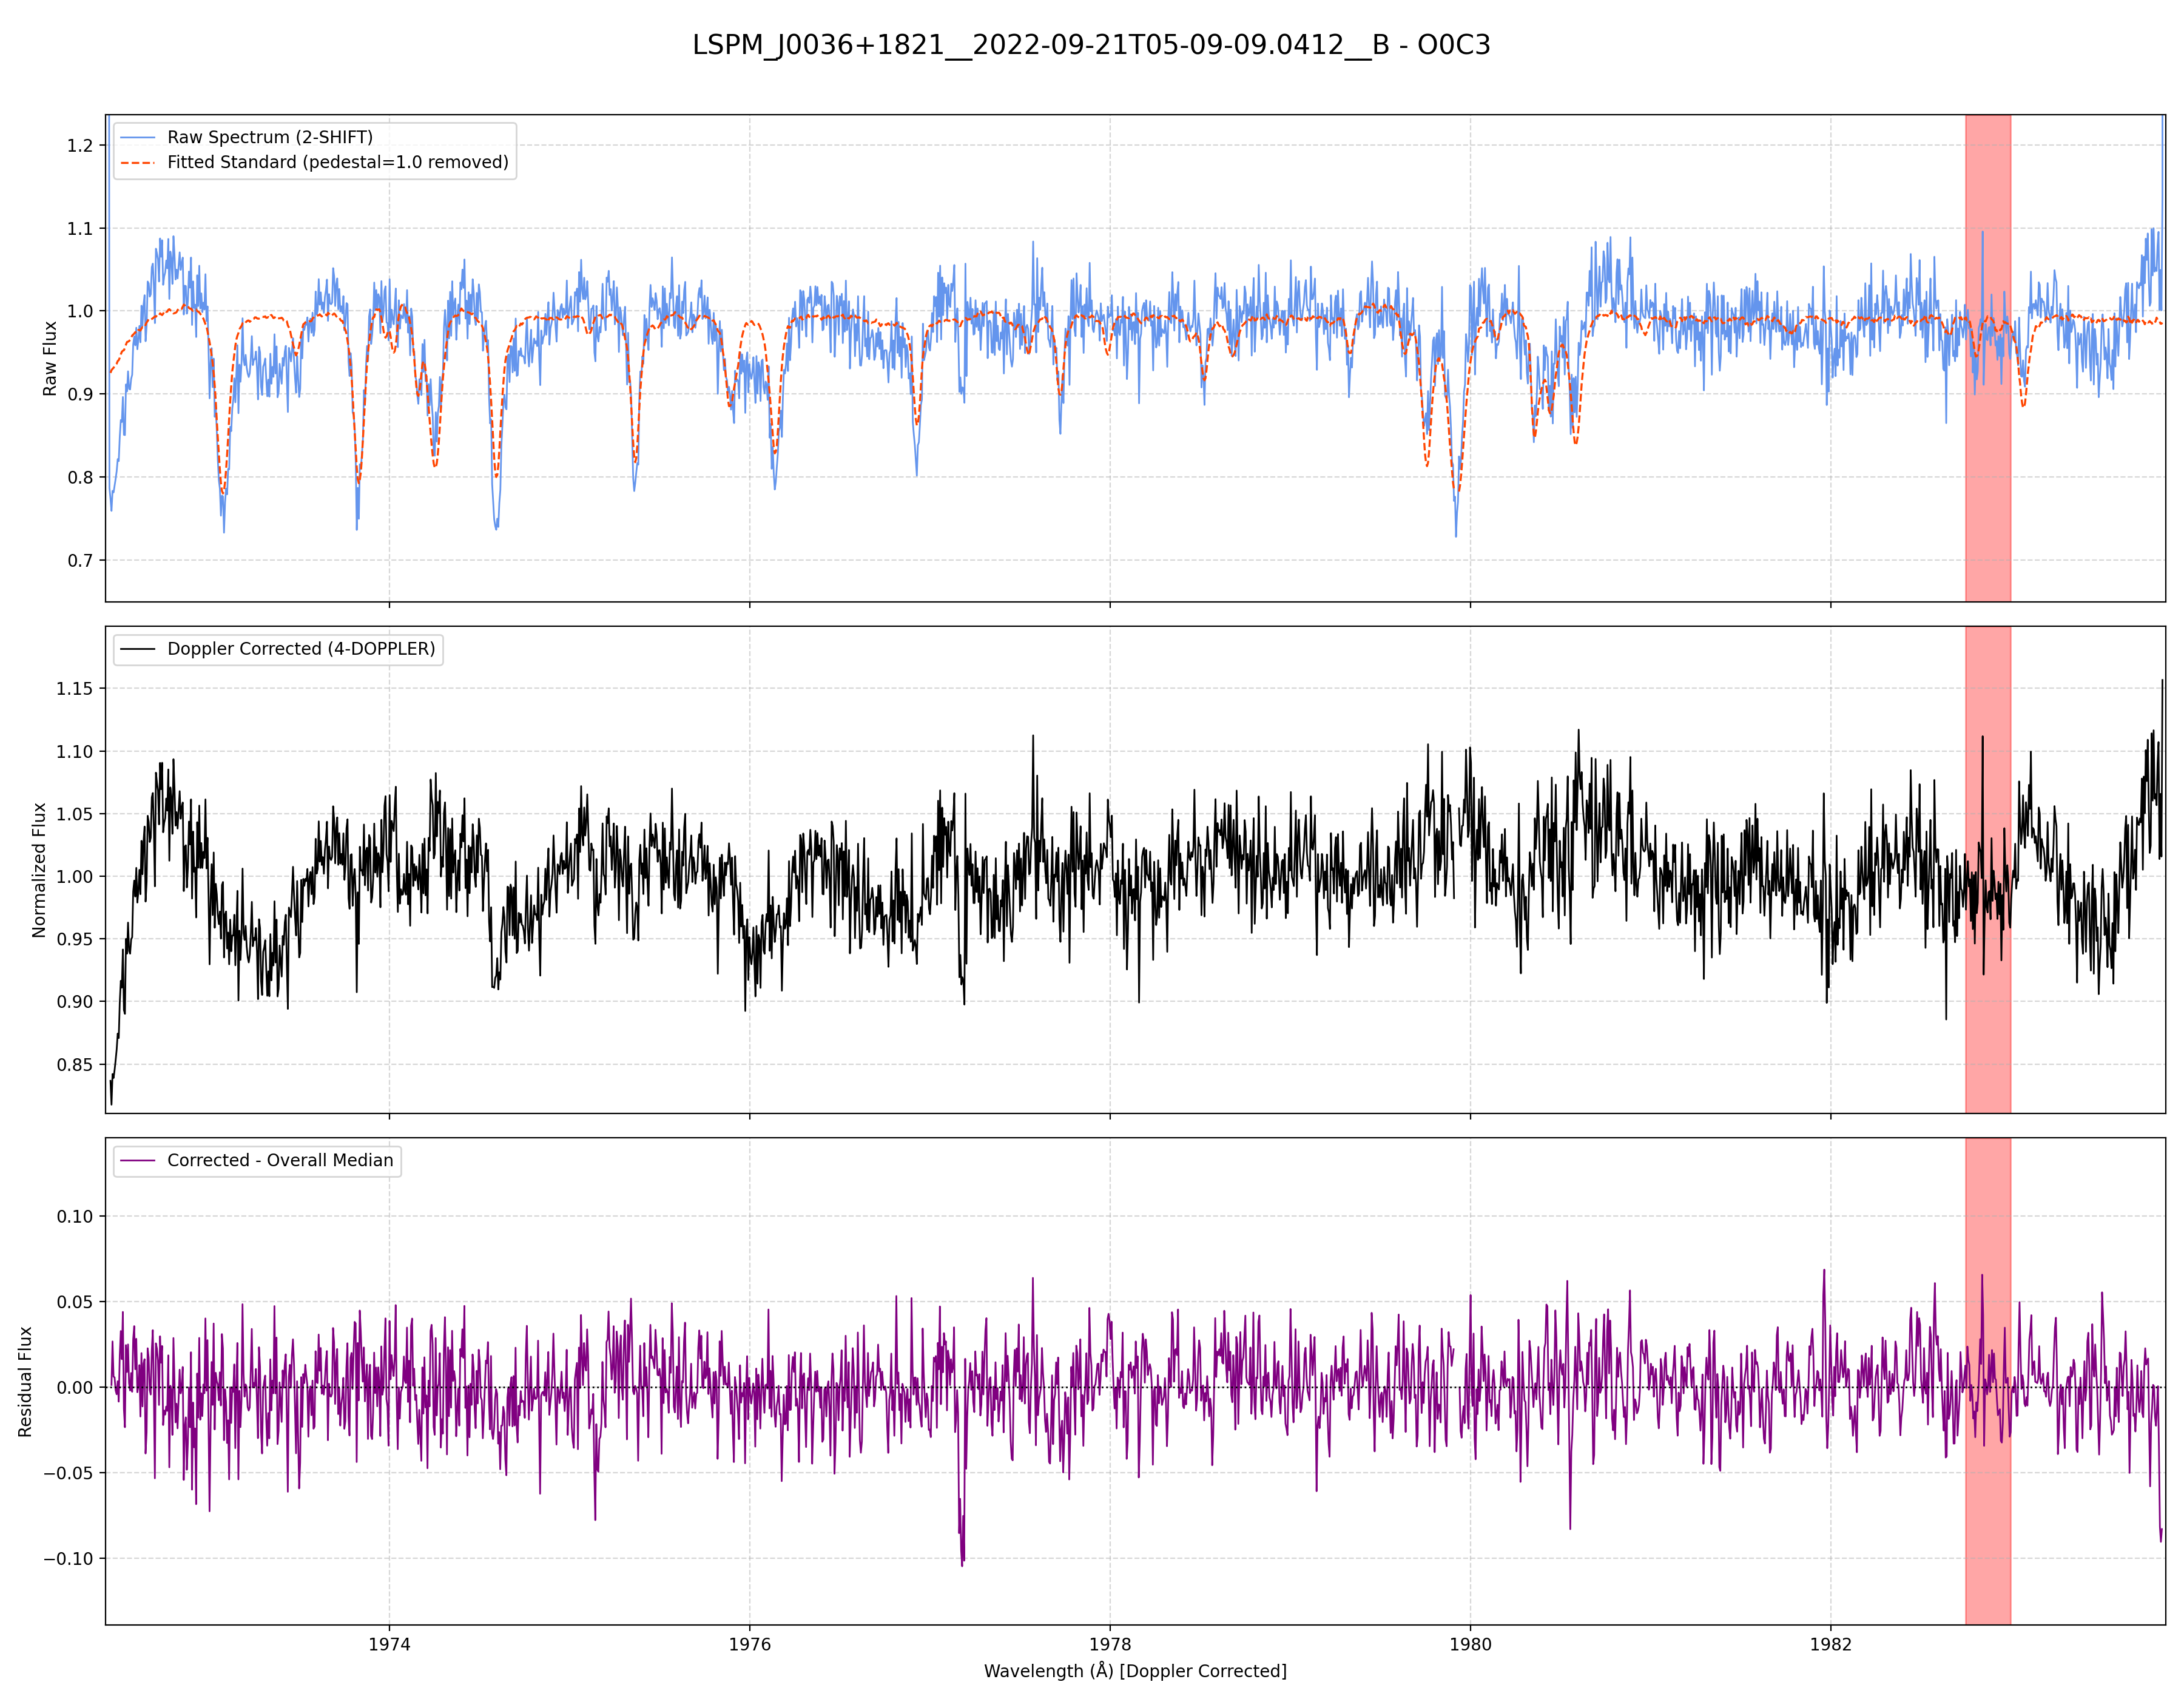 LSPM_J0036+1821__2022-09-21T05-09-09.0412__B - O0C3
Raw Spectrum (2-SHIFT)
Fitted Standard (pedestal=1.0 removed)
Raw Flux
1.2
1.1
1.0
0.9
0.8
0.7
Doppler Corrected (4-DOPPLER)
Normalized Flux
1.15
1.10
1.05
1.00
0.95
0.90
0.85
Corrected - Overall Median
Residual Flux
0.10
0.05
0.00
−0.05
−0.10
1974 1976 1978 1980 1982
Wavelength (Å) [Doppler Corrected]